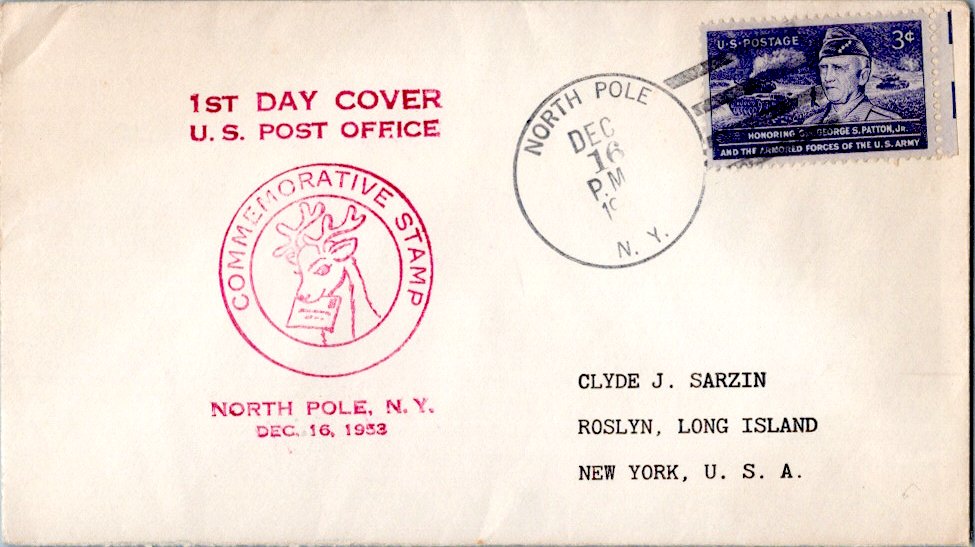 1ST DAY COVER
U. S. POST OFFICE
COMMEMORATIVE STAMP
NORTH POLE, N. Y.
DEC. 16, 1953
NORTH POLE
DEC
16
P.M
N. Y.
U·S·POSTAGE
3¢
HONORING GEORGE S. PATTON, JR.
AND THE ARMORED FORCES OF THE U. S. ARMY
CLYDE J. SARZIN
ROSLYN, LONG ISLAND
NEW YORK, U. S. A.